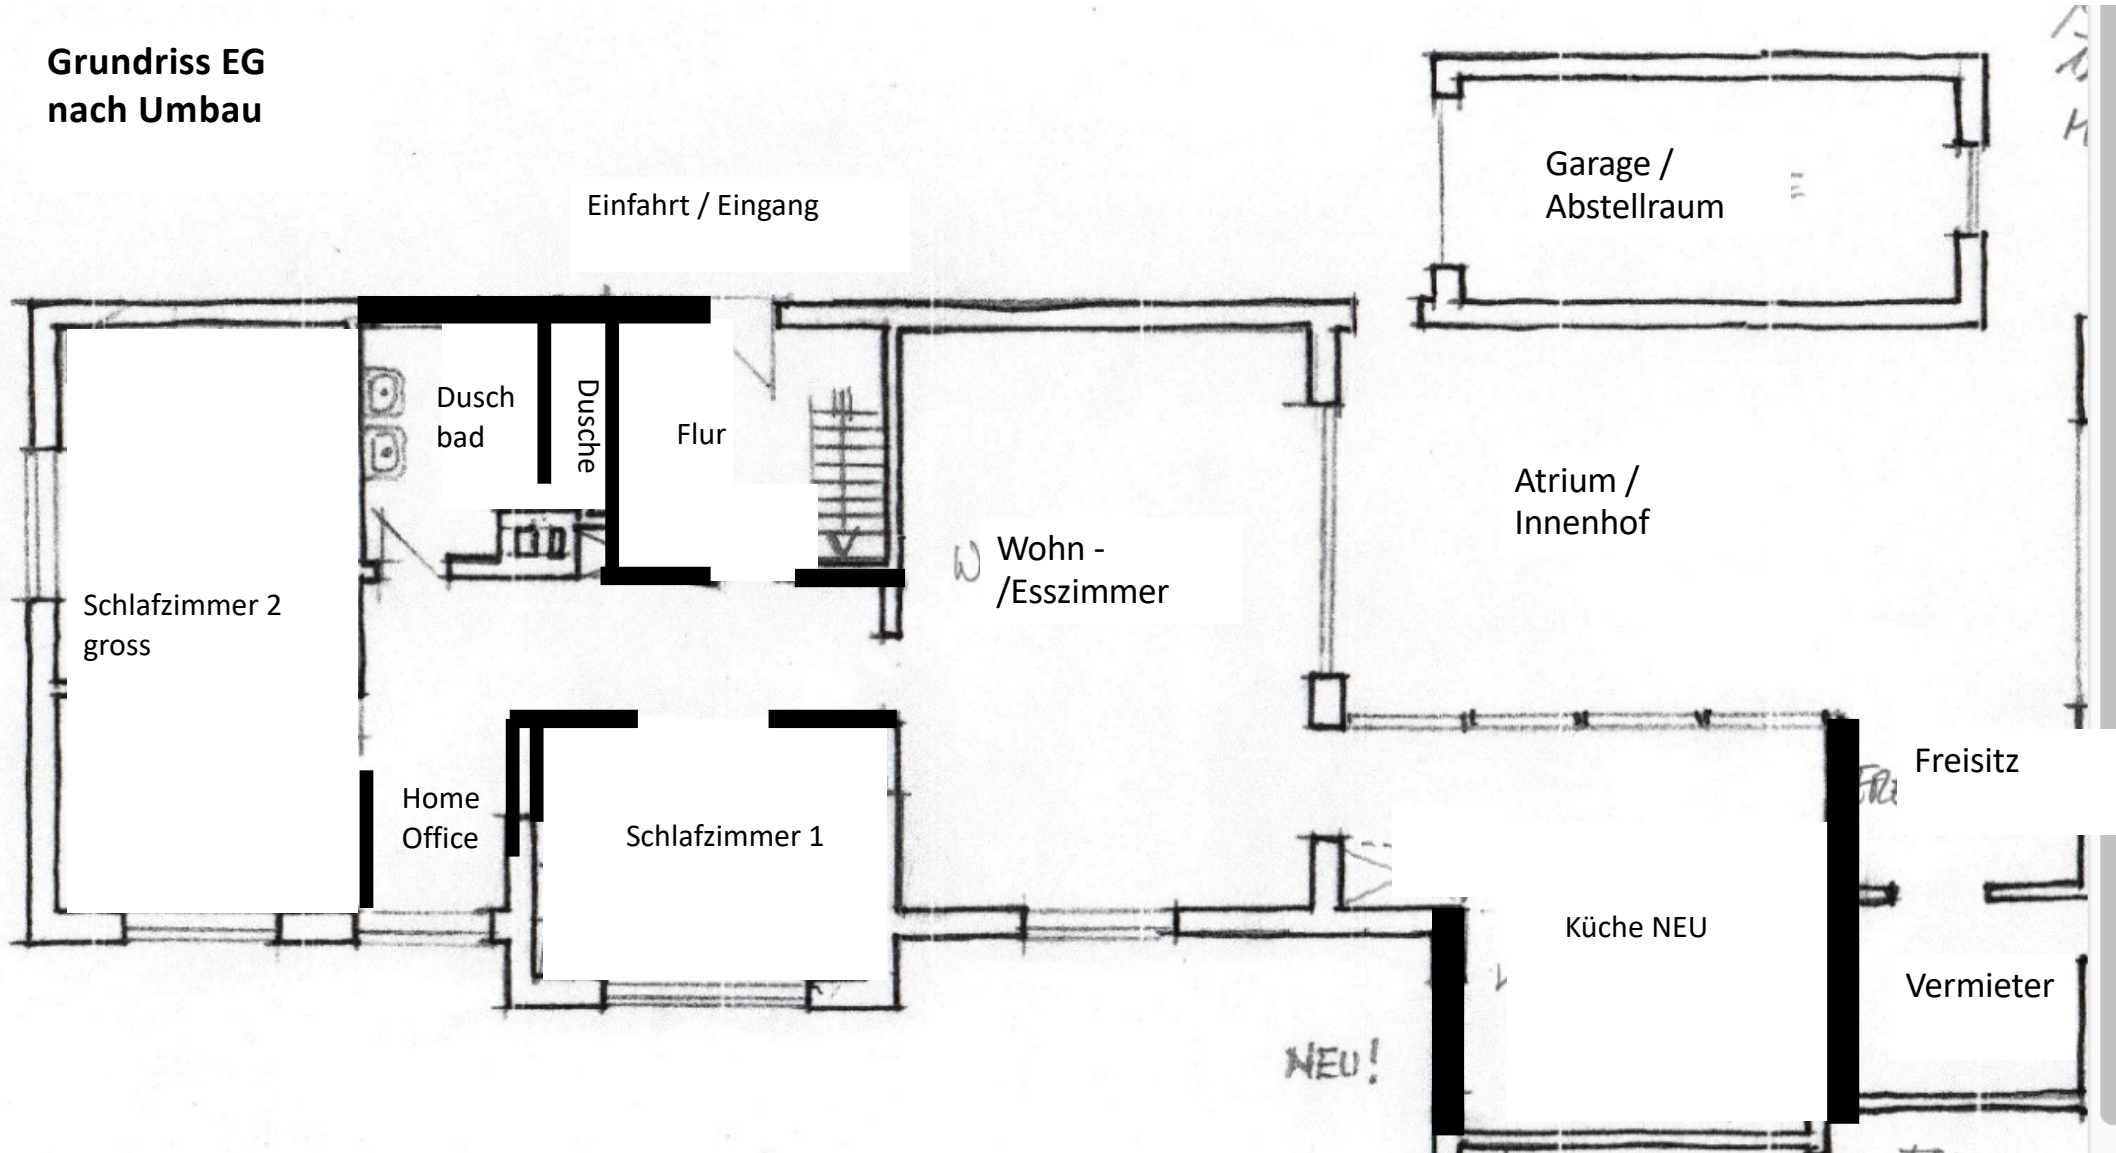 Grundriss EG
nach Umbau
Einfahrt / Eingang
Garage /
Abstellraum
Dusch
bad
Dusche
Flur
Wohn -
/Esszimmer
Atrium /
Innenhof
Schlafzimmer 2
gross
Home
Office
Schlafzimmer 1
Küche NEU
Freisitz
Vermieter
NEU!